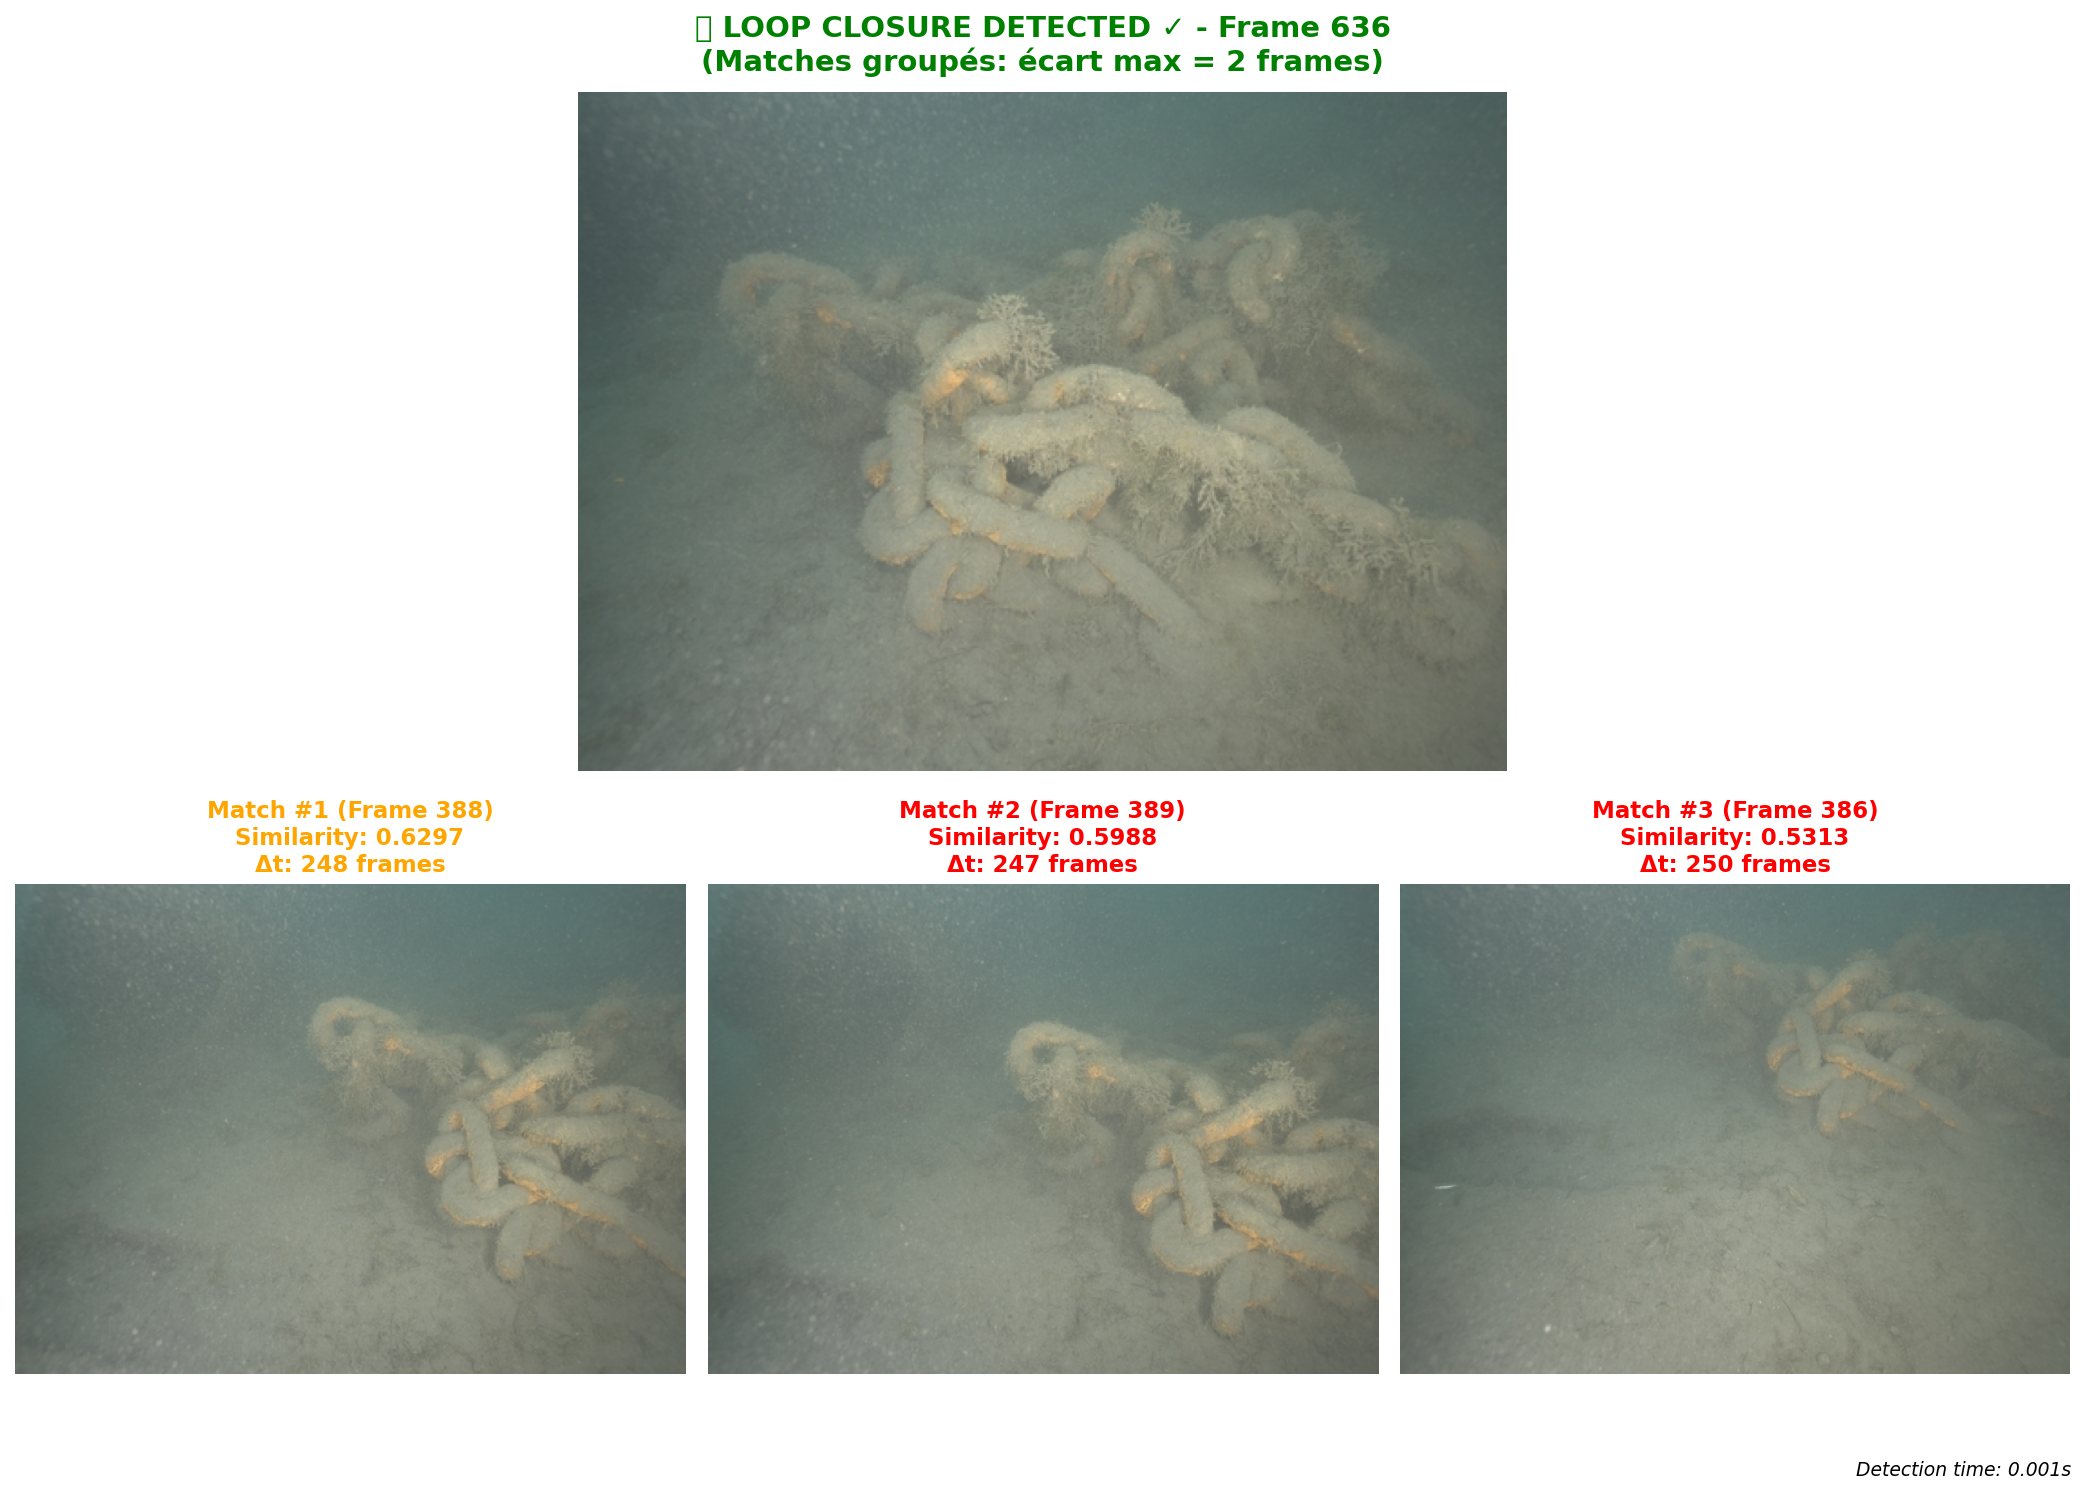 ▯ LOOP CLOSURE DETECTED ✓ - Frame 636
(Matches groupés: écart max = 2 frames)
Match #1 (Frame 388)
Similarity: 0.6297
Δt: 248 frames
Match #2 (Frame 389)
Similarity: 0.5988
Δt: 247 frames
Match #3 (Frame 386)
Similarity: 0.5313
Δt: 250 frames
Detection time: 0.001s